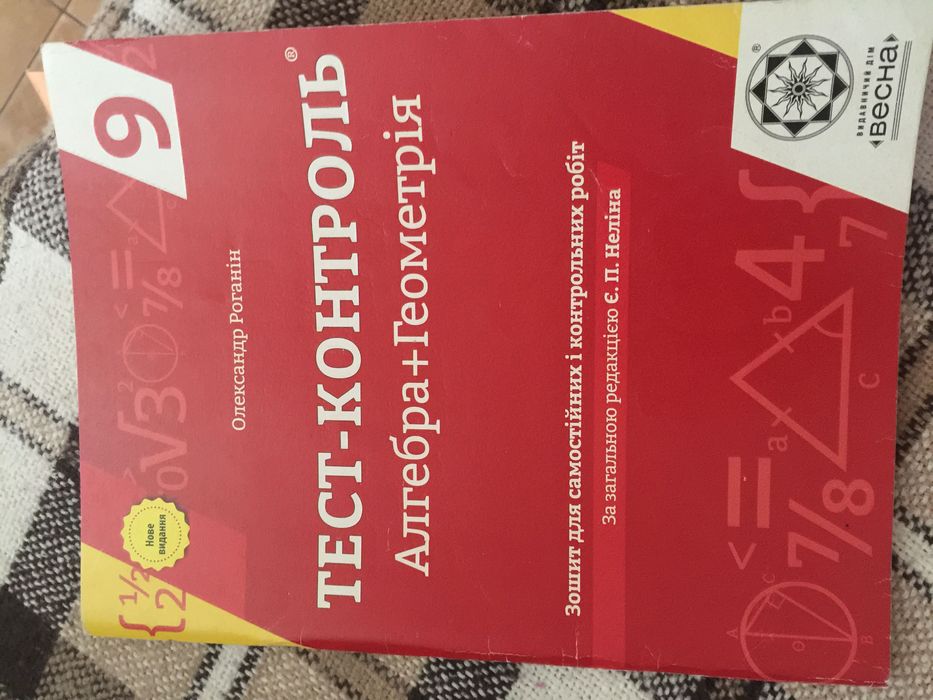 9
Олександр Роганін
ТЕСТ-КОНТРОЛЬ®
Алгебра+Геометрія
Нове
видання
Зошит для самостійних і контрольних робіт
За загальною редакцією Є. П. Неліна
®
ВИДАВНИЧИЙ ДІМ
ВЕСНА